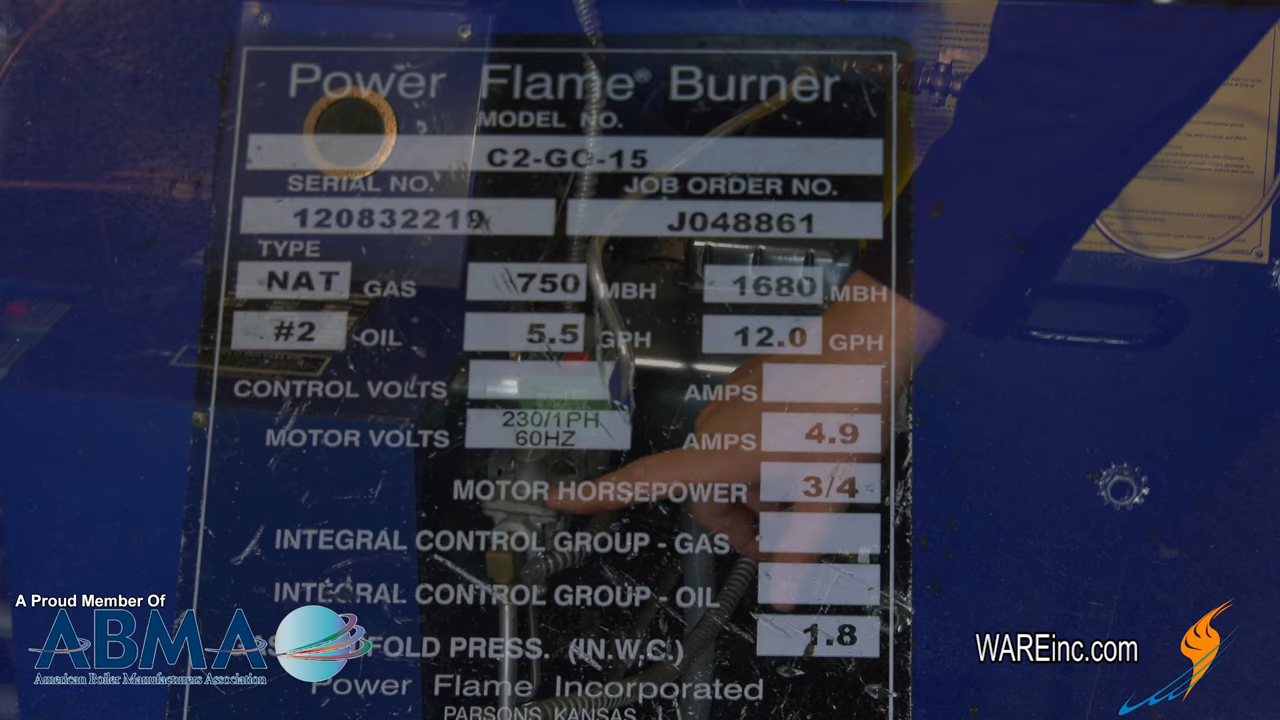 Power Flame® Burner
MODEL NO.
C2-GO-15
SERIAL NO. JOB ORDER NO.
120832219 J048861
TYPE
NAT GAS 750 MBH 1680 MBH
#2 OIL 5.5 GPH 12.0 GPH
CONTROL VOLTS AMPS
MOTOR VOLTS 230/1PH 60HZ AMPS 4.9
MOTOR HORSEPOWER 3/4
INTEGRAL CONTROL GROUP - GAS
INTEGRAL CONTROL GROUP - OIL
FOLD PRESS. (IN.W.C.) 1.8
Power Flame Incorporated
PARSONS, KANSAS
A Proud Member Of
ABMA
American Boiler Manufacturers Association
WAREinc.com